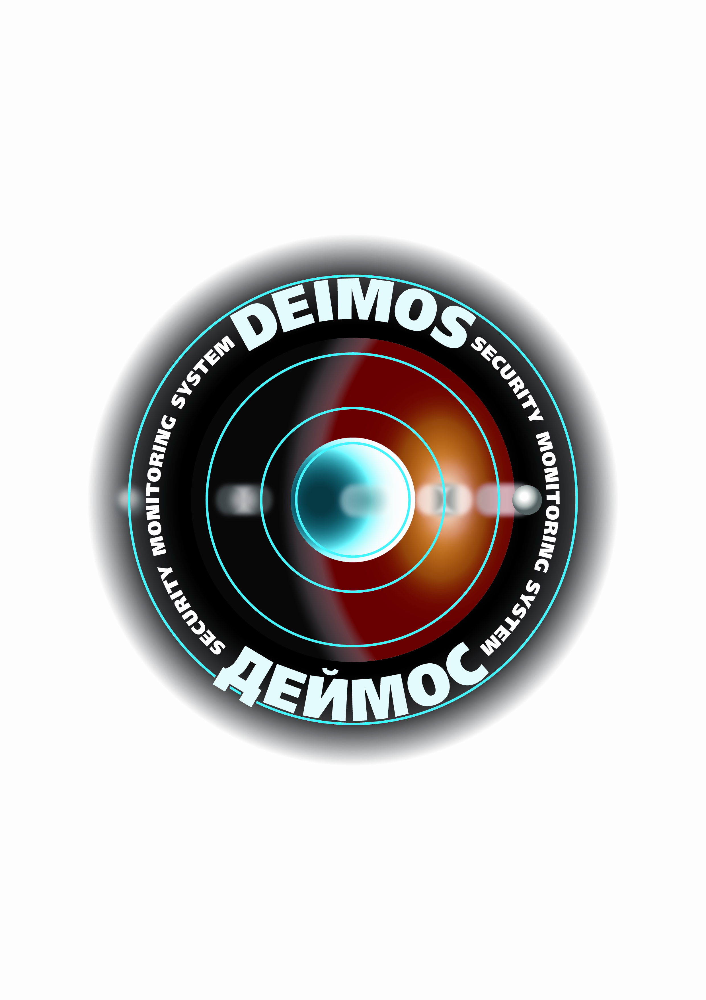 DEIMOS
SECURITY MONITORING SYSTEM
SECURITY MONITORING SYSTEM
ДЕЙМОС